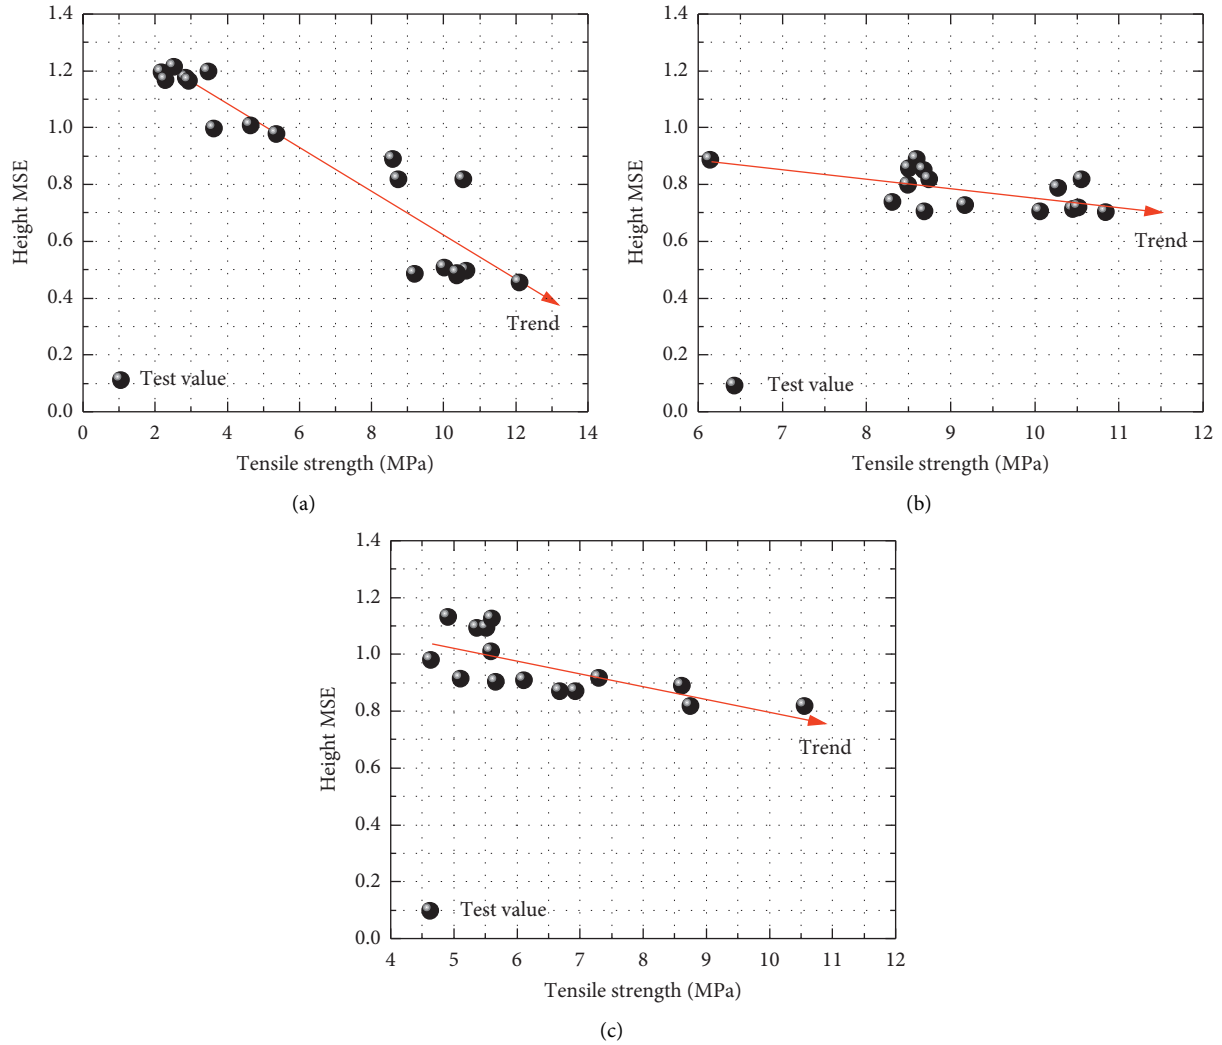 1.4
1.2
1.0
0.8
0.6
0.4
0.2
0.0
Height MSE
Trend
Test value
0 2 4 6 8 10 12 14
Tensile strength (MPa)
(a)
1.4
1.2
1.0
0.8
0.6
0.4
0.2
0.0
Height MSE
Trend
Test value
6 7 8 9 10 11 12
Tensile strength (MPa)
(b)
1.4
1.2
1.0
0.8
0.6
0.4
0.2
0.0
Height MSE
Trend
Test value
4 5 6 7 8 9 10 11 12
Tensile strength (MPa)
(c)